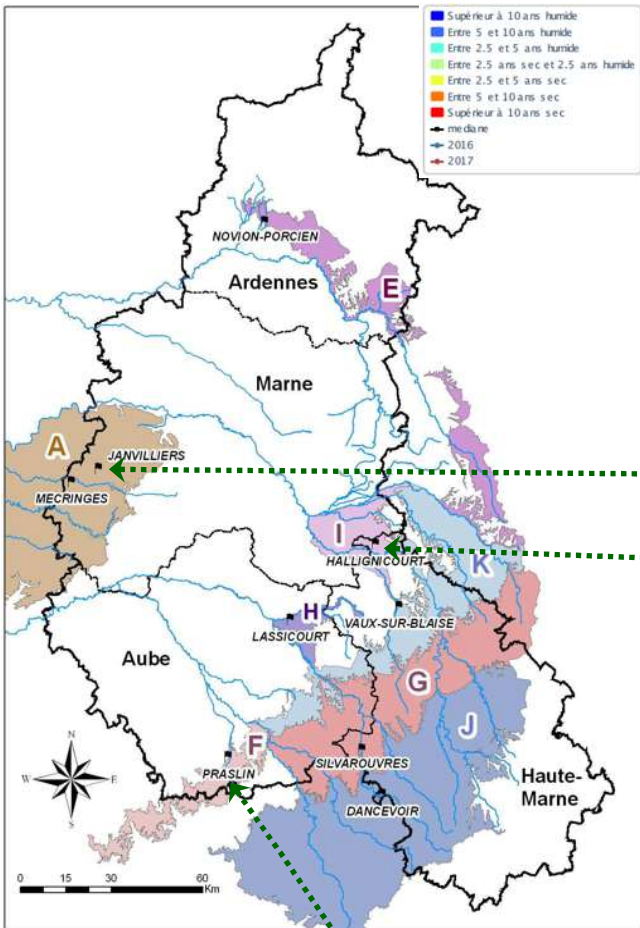 Supérieur à 10 ans humide
Entre 5 et 10 ans humide
Entre 2.5 et 5 ans humide
Entre 2.5 ans sec et 2.5 ans humide
Entre 2.5 et 5 ans sec
Entre 5 et 10 ans sec
Supérieur à 10 ans sec
mediane
2016
2017
NOVION-PORCIEN
Ardennes
E
Marne
A
JANVILLIERS
MECRINGES
I
HALLIGNICOURT
K
H
LASSICOURT
VAUX-SUR-BLAISE
Aube
G
J
F
PRASLIN
SILVAROUVRES
Haute-
Marne
DANCEVOIR
N
W E
S
0 15 30 60
Km